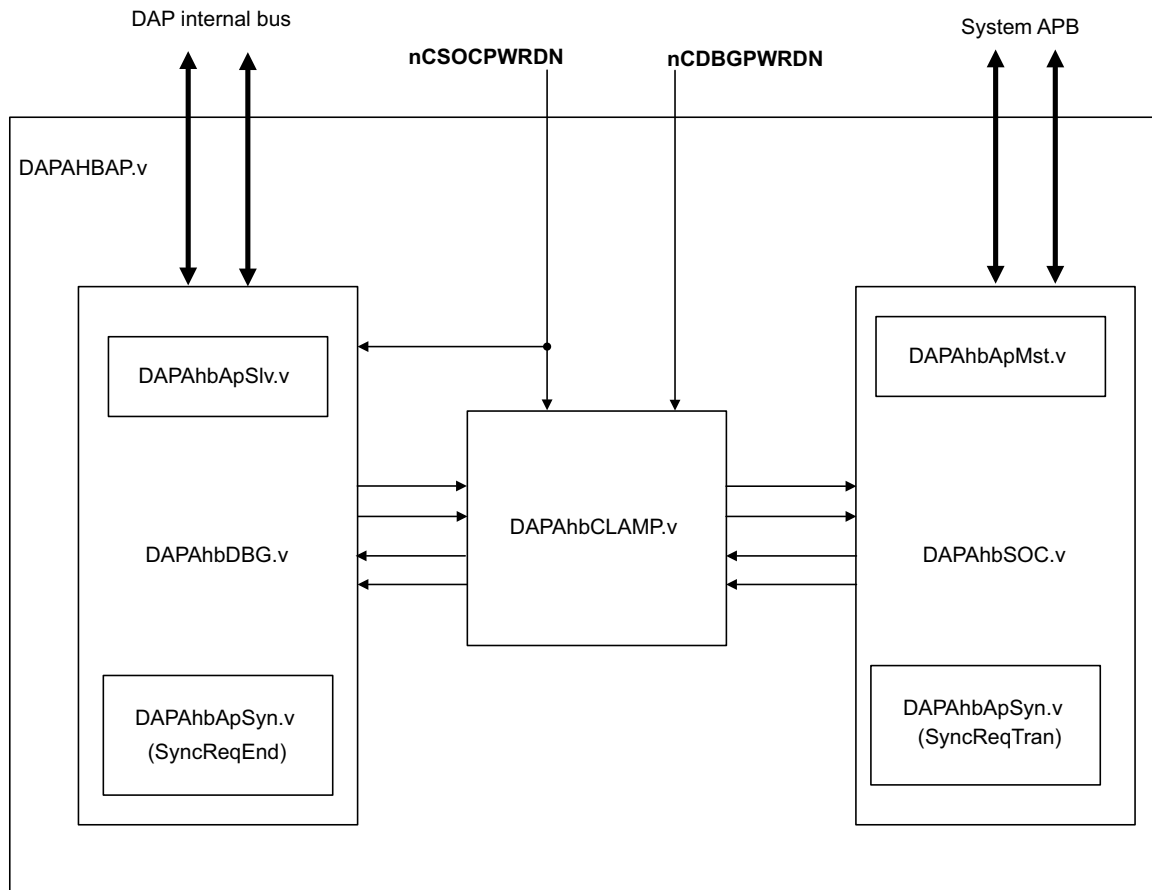 DAP internal bus
System APB
nCSOCPWRDN
nCDBGPWRDN
DAPAHBAP.v
DAPAhbApSlv.v
DAPAhbApMst.v
DAPAhbCLAMP.v
DAPAhbDBG.v
DAPAhbSOC.v
DAPAhbApSyn.v
(SyncReqEnd)
DAPAhbApSyn.v
(SyncReqTran)